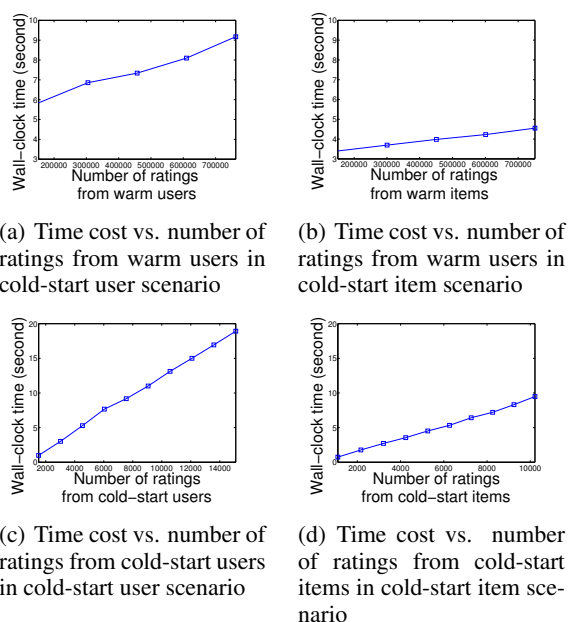 10
9
8
7
6
5
4
3
200000 300000 400000 500000 600000 700000
Wall−clock time (second)
Number of ratings
from warm users
10
9
8
7
6
5
4
3
200000 300000 400000 500000 600000 700000
Wall−clock time (second)
Number of ratings
from warm items
(a) Time cost vs. number of
ratings from warm users in
cold-start user scenario
(b) Time cost vs. number of
ratings from warm users in
cold-start item scenario
20
15
10
5
0
2000 4000 6000 8000 10000 12000 14000
Wall−clock time (second)
Number of ratings
from cold−start users
20
15
10
5
0
2000 4000 6000 8000 10000
Wall−clock time (second)
Number of ratings
from cold−start items
(c) Time cost vs. number of
ratings from cold-start users
in cold-start user scenario
(d) Time cost vs. number
of ratings from cold-start
items in cold-start item sce-
nario